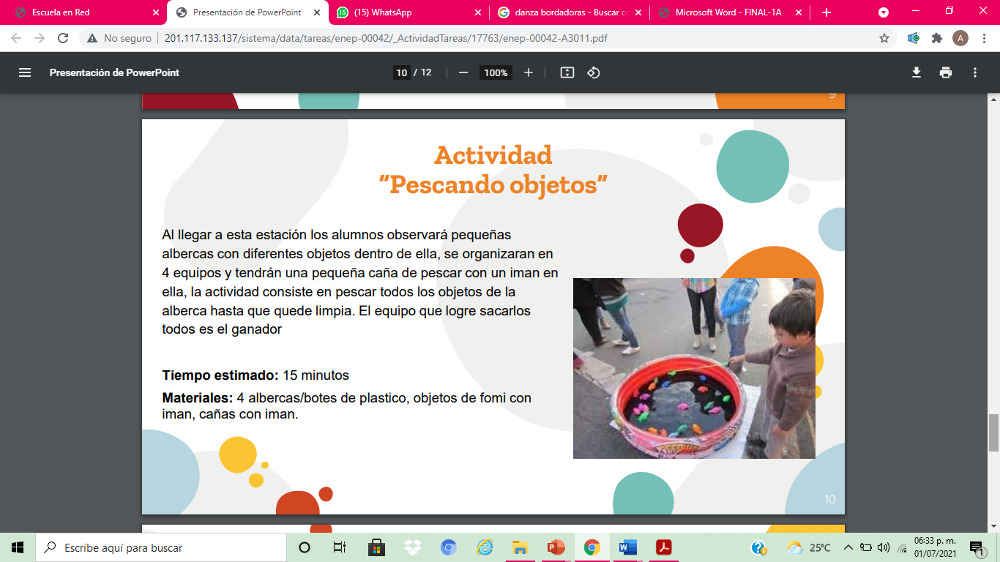 Escuela en Red
Presentación de PowerPoint
(15) WhatsApp
danza bordadoras - Buscar c
Microsoft Word - FINAL-1A
No seguro
201.117.133.137/sistema/data/tareas/enep-00042/_ActividadTareas/17763/enep-00042-A3011.pdf
A
Presentación de PowerPoint
10 / 12
100%
9
Actividad
“Pescando objetos“
Al llegar a esta estación los alumnos observará pequeñas
albercas con diferentes objetos dentro de ella, se organizaran en
4 equipos y tendrán una pequeña caña de pescar con un iman en
ella, la actividad consiste en pescar todos los objetos de la
alberca hasta que quede limpia. El equipo que logre sacarlos
todos es el ganador
Tiempo estimado: 15 minutos
Materiales: 4 albercas/botes de plastico, objetos de fomi con
iman, cañas con iman.
10
Escribe aquí para buscar
25°C
06:33 p. m.
01/07/2021
1